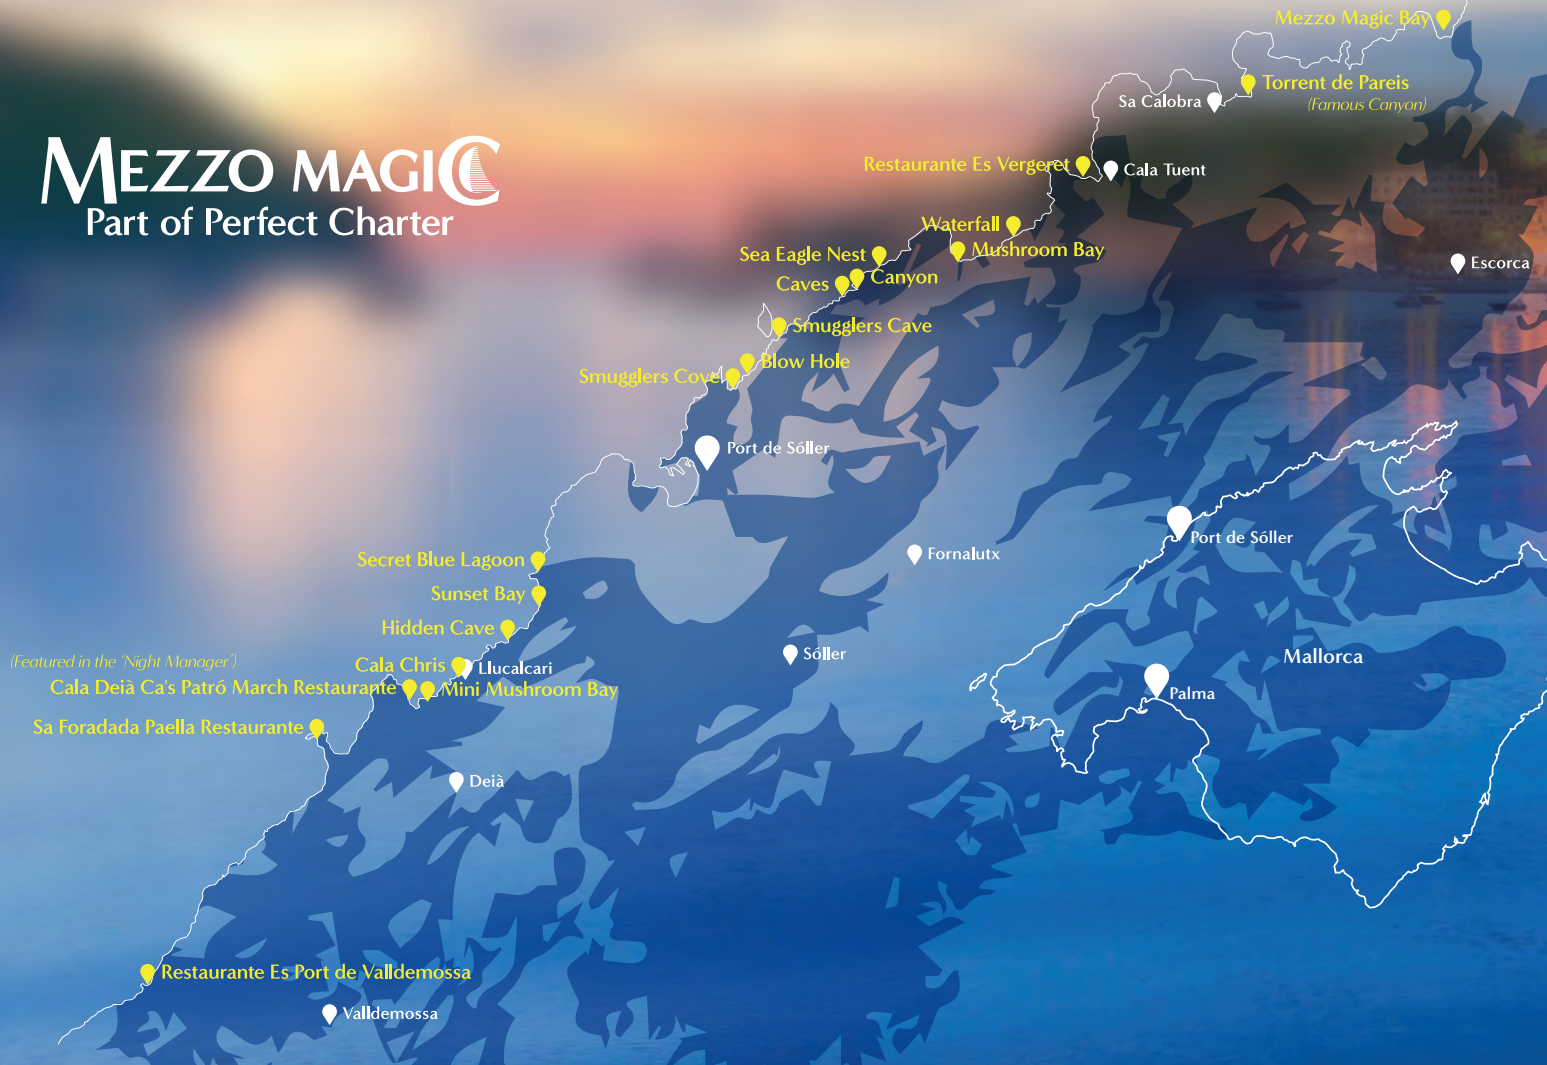 Mezzo Magic Bay
Torrent de Pareis
(Famous Canyon)
Sa Calobra
MEZZO MAGIC
Part of Perfect Charter
Restaurante Es Vergeret
Cala Tuent
Waterfall
Mushroom Bay
Sea Eagle Nest
Escorca
Canyon
Caves
Smugglers Cave
Blow Hole
Smugglers Cove
Port de Sóller
Port de Sóller
Fornalutx
Secret Blue Lagoon
Sunset Bay
Hidden Cave
Sóller
Mallorca
(Featured in the ‘Night Manager’)
Cala Chris
Llucalcari
Cala Deià Ca's Patró March Restaurante
Mini Mushroom Bay
Palma
Sa Foradada Paella Restaurante
Deià
Restaurante Es Port de Valldemossa
Valldemossa